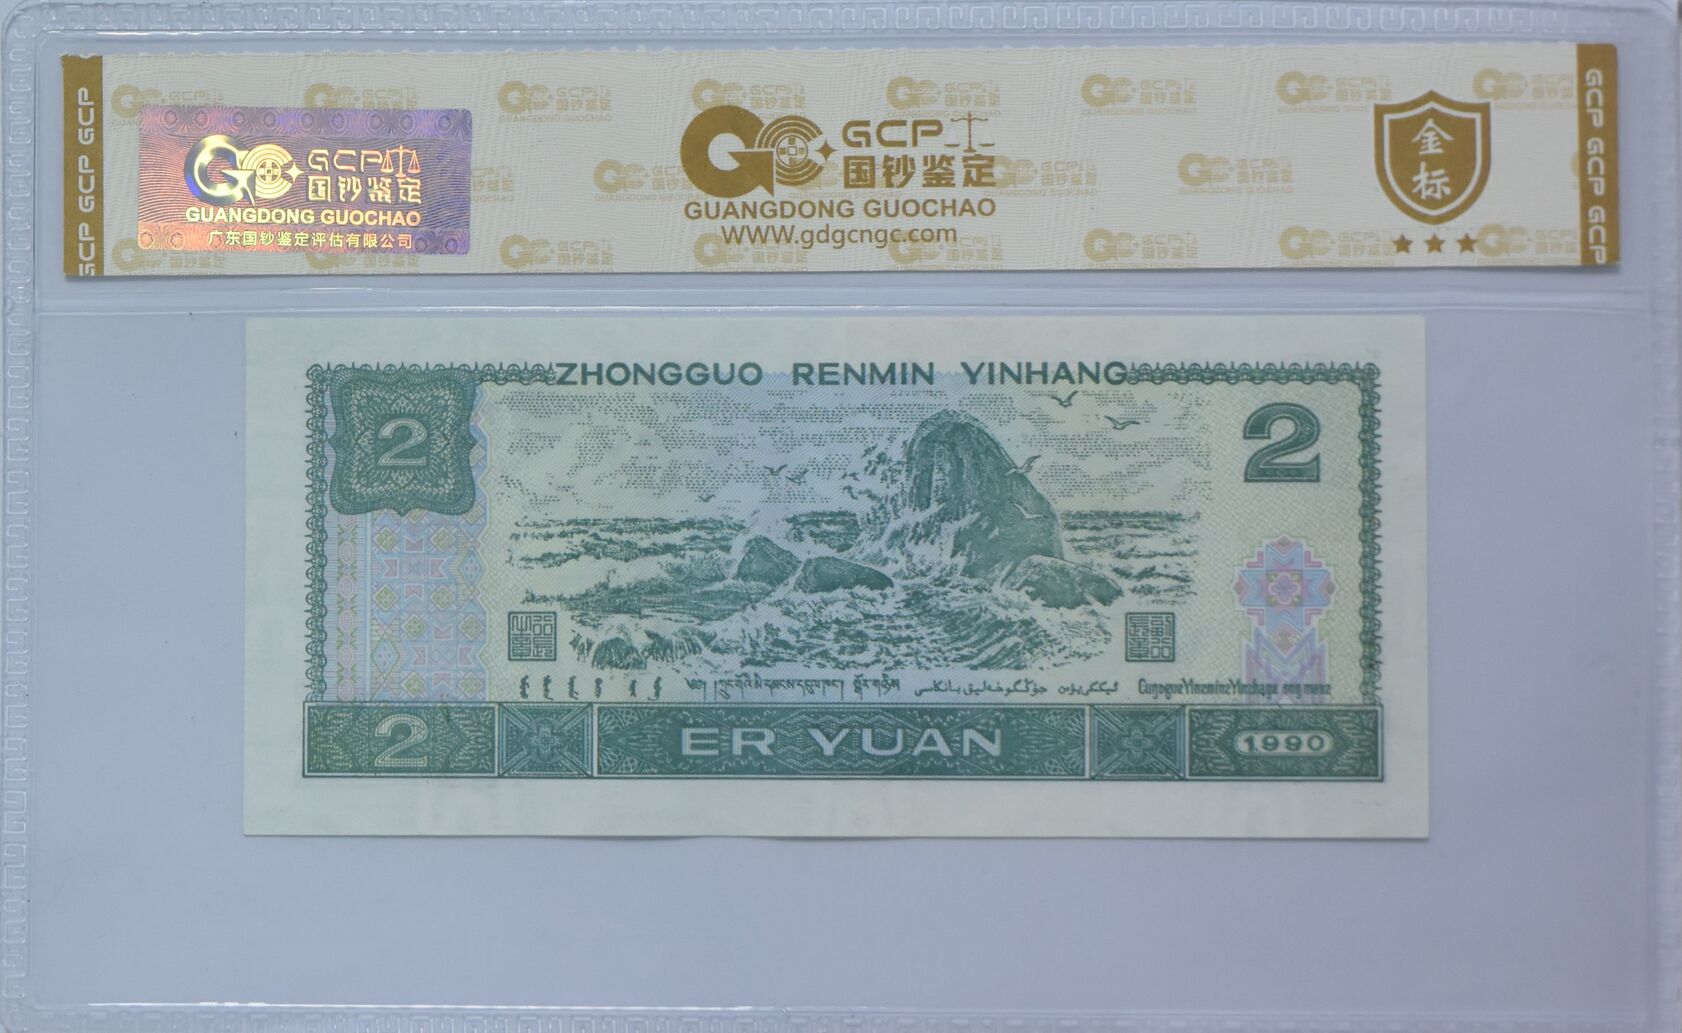 GCP GCP GCP
GCP国钞鉴定
GUANGDONG GUOCHAO
广东国钞鉴定评估有限公司
GCP国钞鉴定
GUANGDONG GUOCHAO
WWW.gdgcngc.com
金标
GCP GCP GCP
ZHONGGUO RENMIN YINHANG
2
2
2
ER YUAN
1990